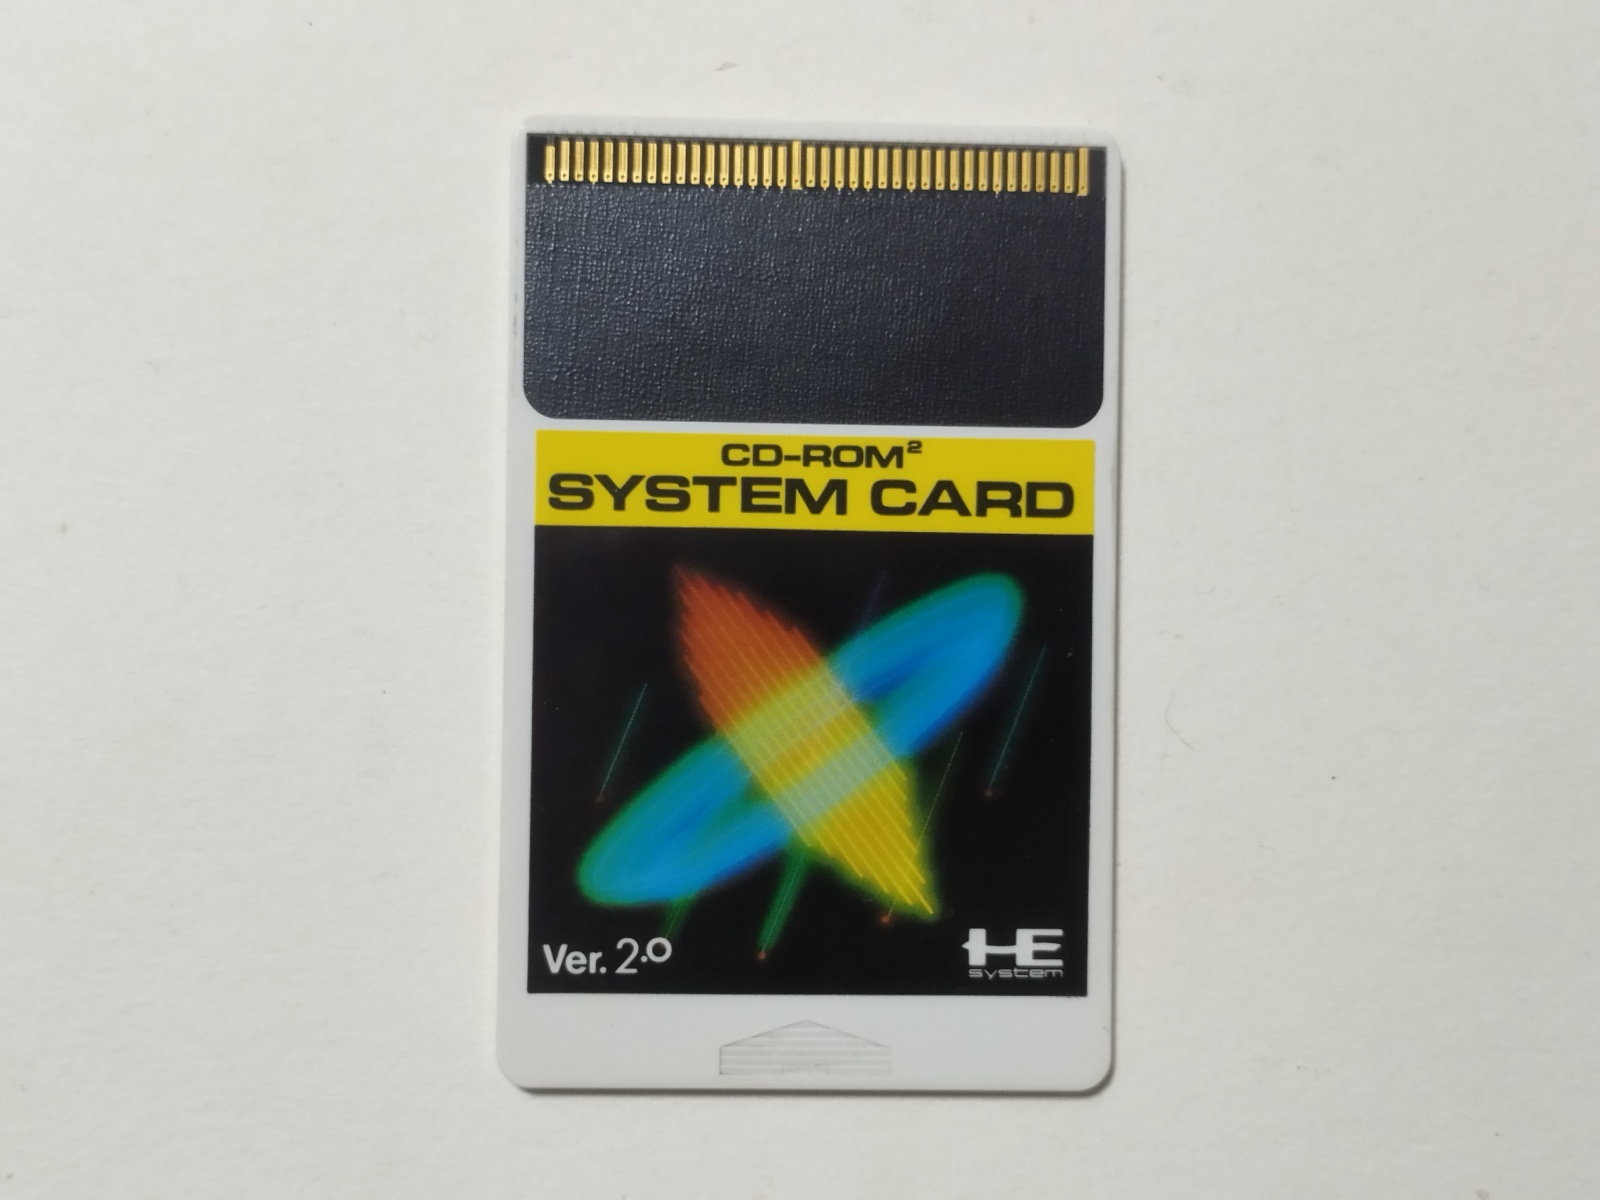 CD-ROM²
SYSTEM CARD
Ver. 2.0
HE
system